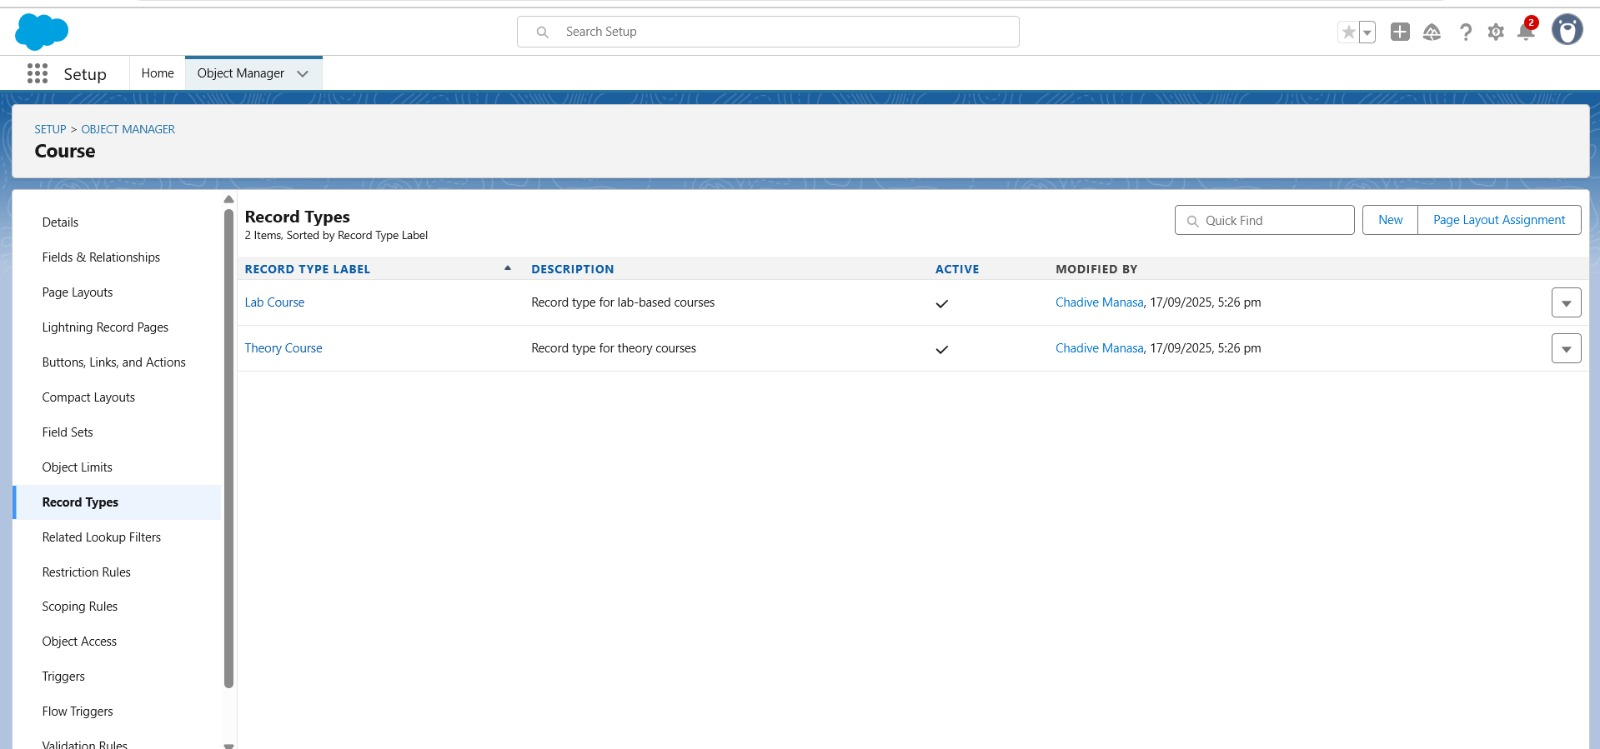 Search Setup
2
Setup
Home
Object Manager
SETUP > OBJECT MANAGER
Course
Details
Fields & Relationships
Page Layouts
Lightning Record Pages
Buttons, Links, and Actions
Compact Layouts
Field Sets
Object Limits
Record Types
Related Lookup Filters
Restriction Rules
Scoping Rules
Object Access
Triggers
Flow Triggers
Validation Rules
Record Types
2 Items, Sorted by Record Type Label
Quick Find
New
Page Layout Assignment
RECORD TYPE LABEL DESCRIPTION ACTIVE MODIFIED BY
Lab Course Record type for lab-based courses Chadive Manasa, 17/09/2025, 5:26 pm
Theory Course Record type for theory courses Chadive Manasa, 17/09/2025, 5:26 pm